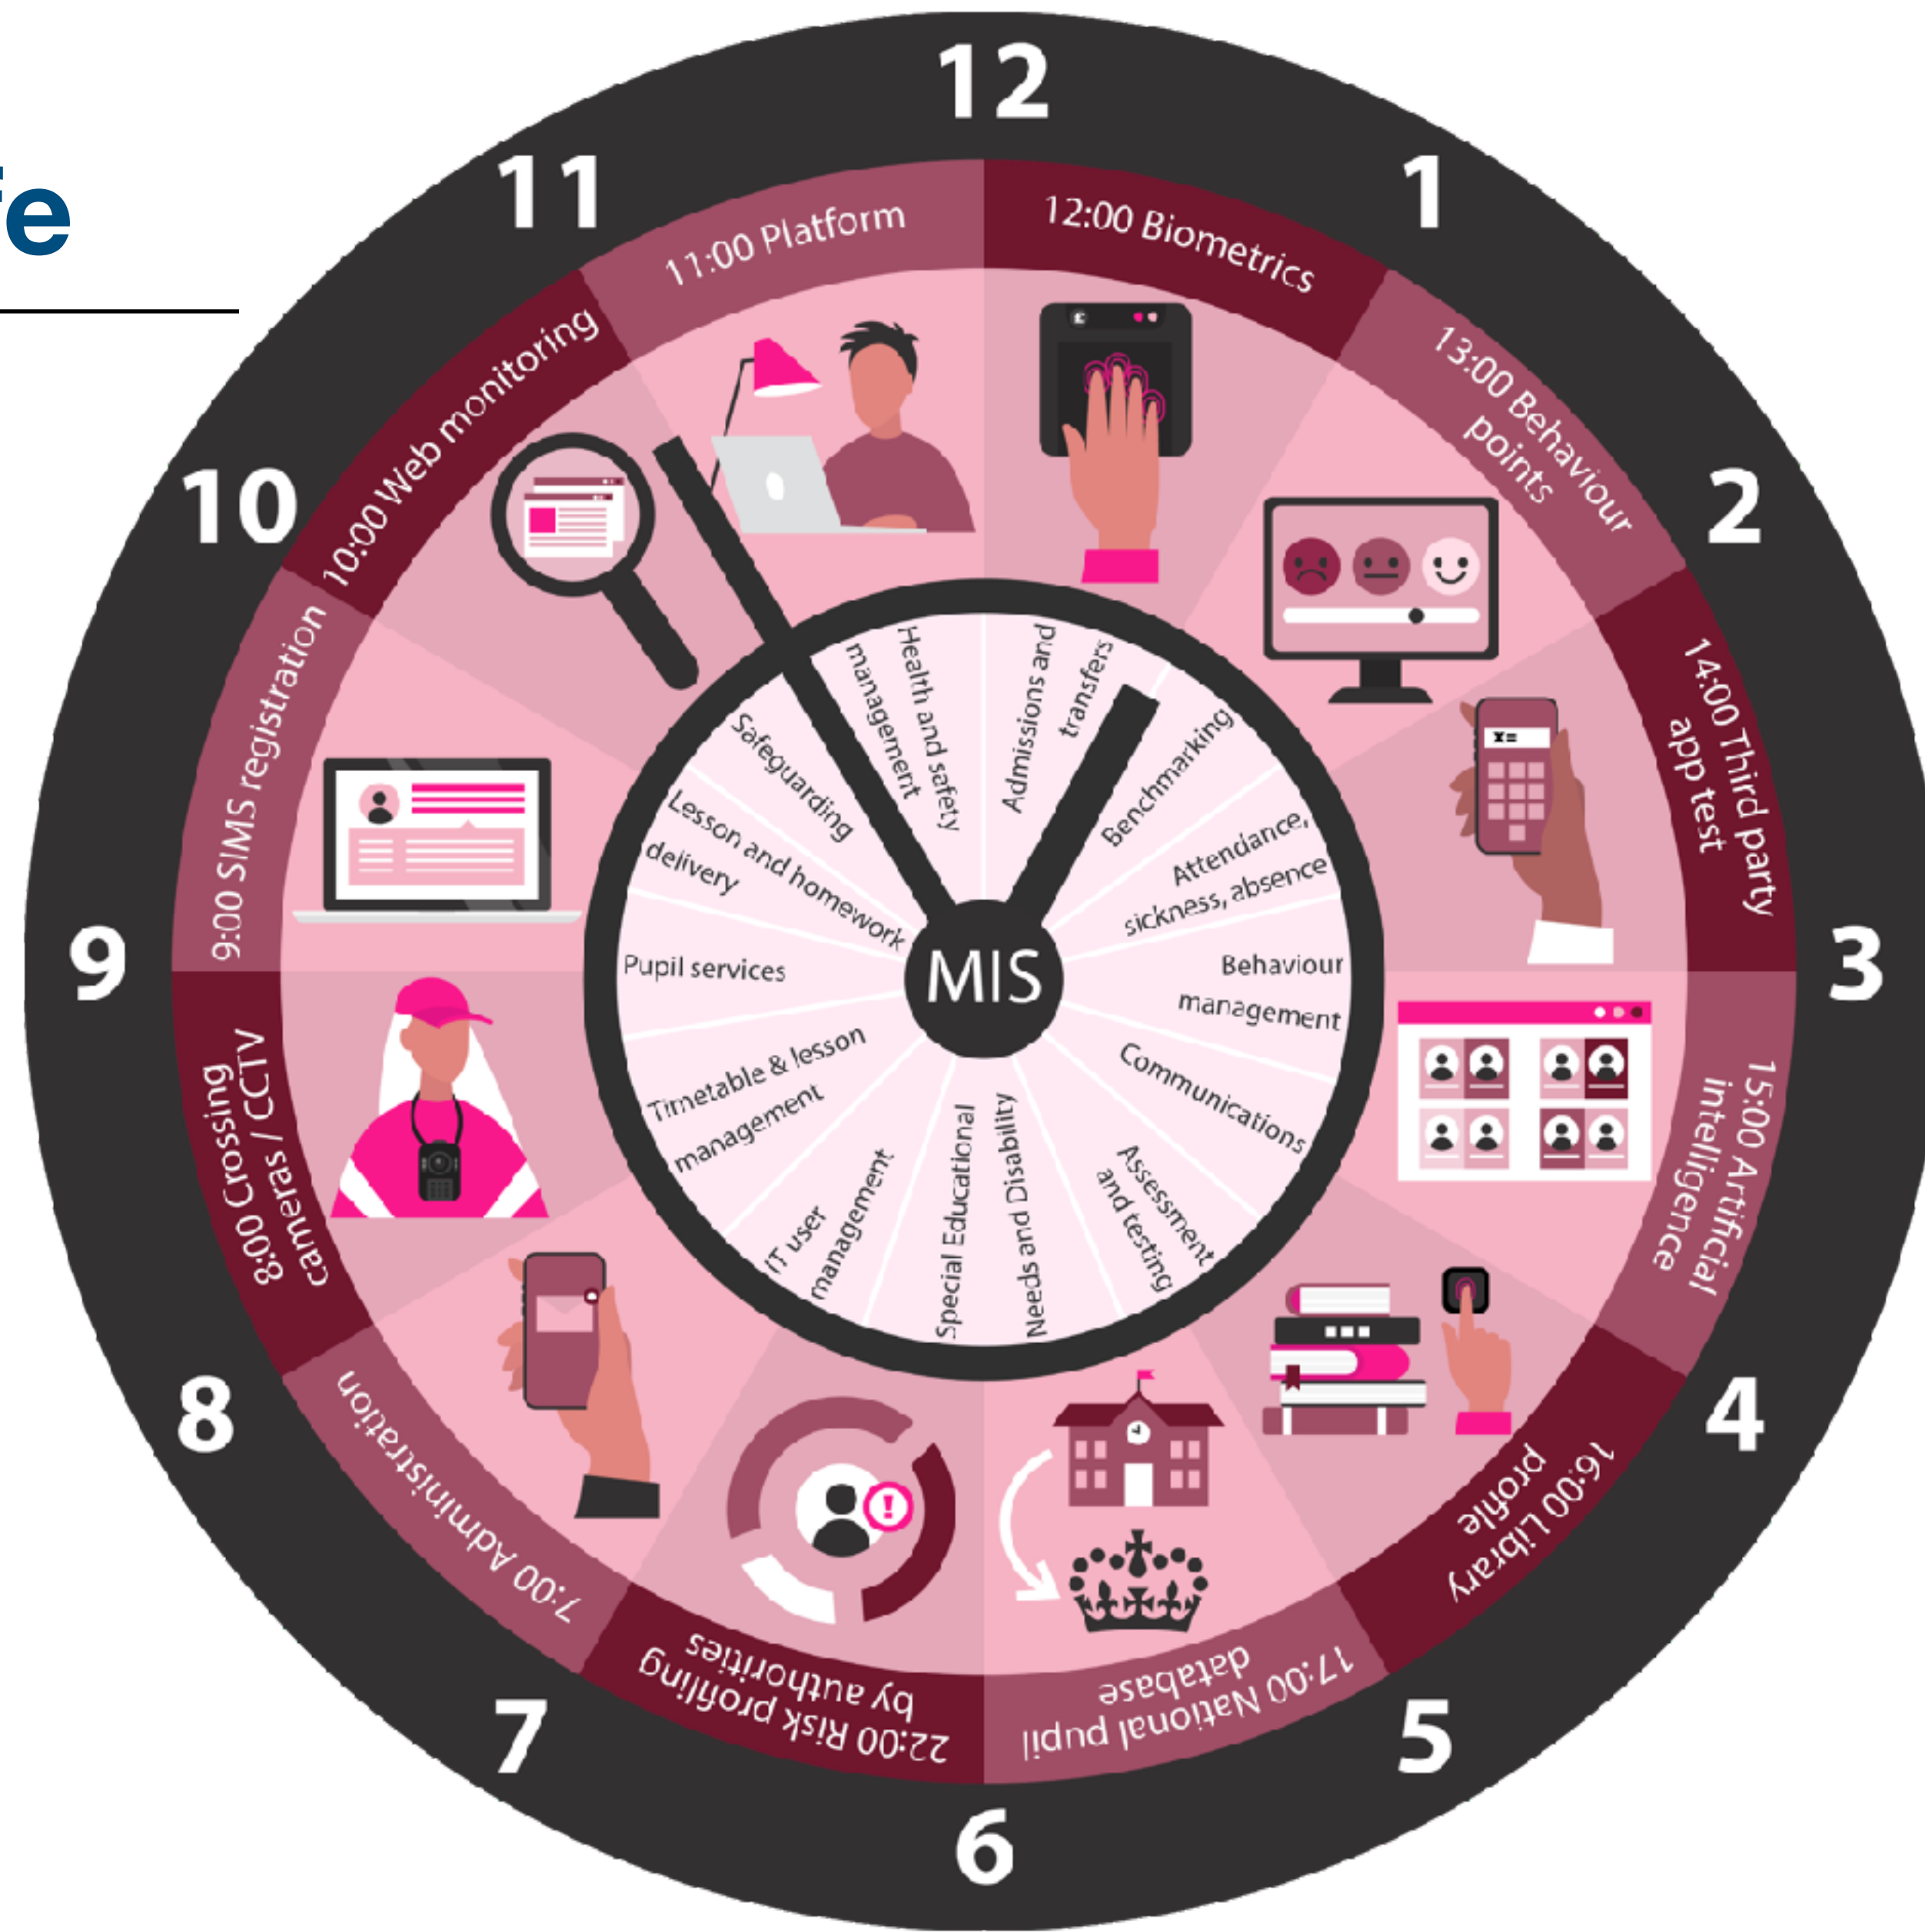 fe
12
1
2
3
4
5
6
7
8
9
10
11
12:00 Biometrics
13:00 Behaviour
points
14:00 Third party
app test
15:00 Artificial
intelligence
16:00 Library
profile
17:00 National pupil
database
22:00 Risk profiling
by authorities
7:00 Administration
8:00 Crossing
cameras / CCTV
9:00 SIMS registration
10:00 Web monitoring
11:00 Platform
x=
Admissions and
transfers
Benchmarking
Attendance,
sickness, absence
Behaviour
management
Communications
Assessment
and testing
Special Educational
Needs and Disability
IT user
management
Timetable & lesson
management
Pupil services
Lesson and homework
delivery
Safeguarding
Health and safety
management
MIS